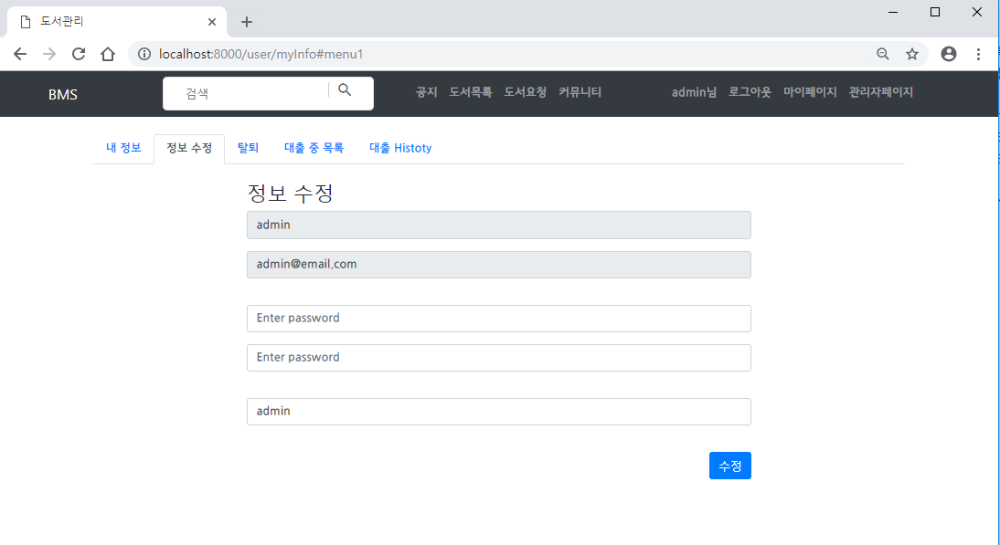 도서관리
localhost:8000/user/myInfo#menu1
BMS 검색 공지 도서목록 도서요청 커뮤니티 admin님 로그아웃 마이페이지 관리자페이지
내 정보 정보 수정 탈퇴 대출 중 목록 대출 Histoty
정보 수정
admin
admin@email.com
Enter password
Enter password
admin
수정